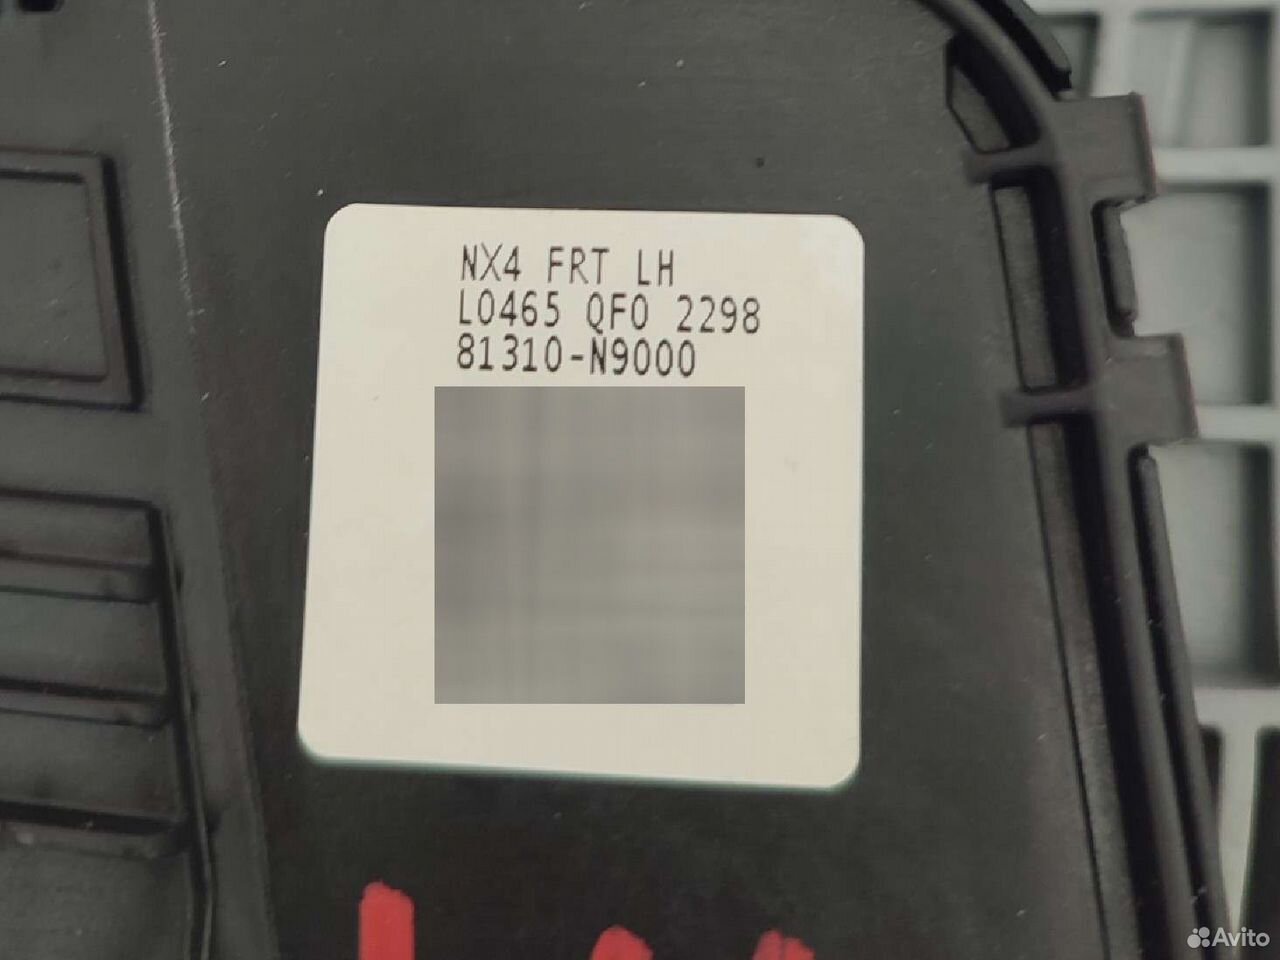 NX4 FRT LH
L0465 QF0 2298
81310-N9000
Avito